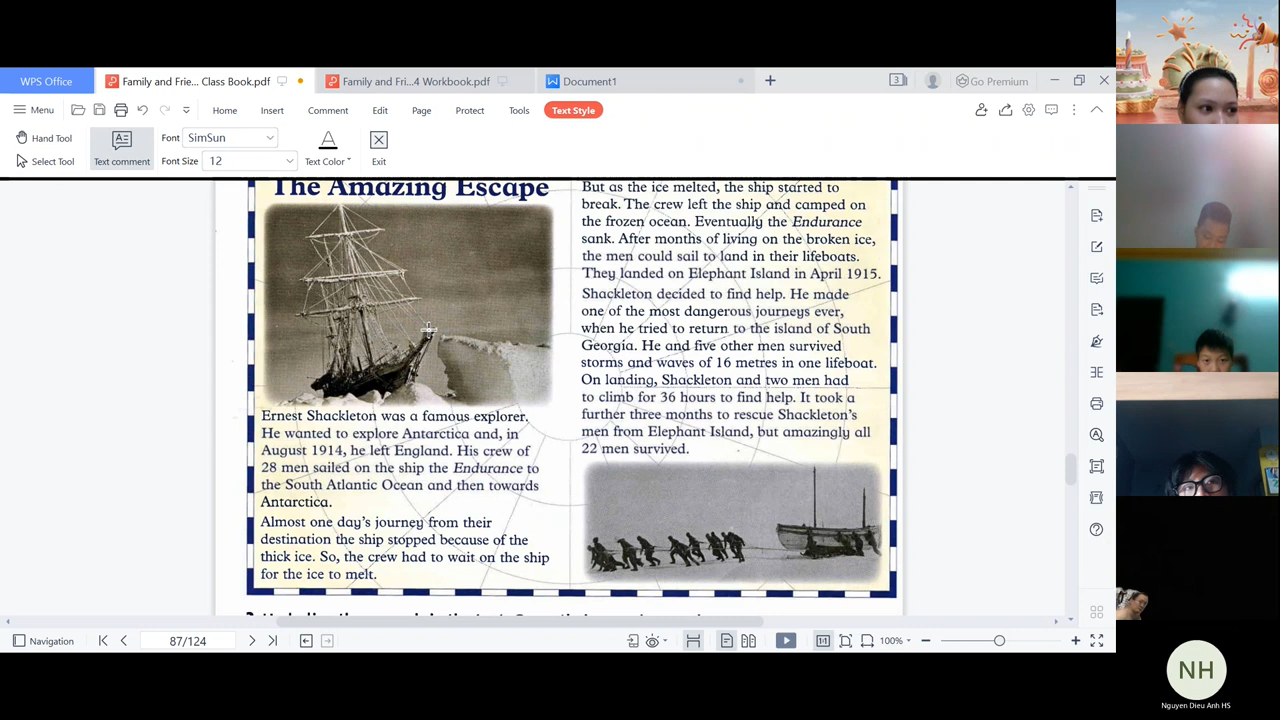 WPS Office
Family and Frie... Class Book.pdf
Family and Fri...4 Workbook.pdf
Document1
3
Go Premium
Menu
Home
Insert
Comment
Edit
Page
Protect
Tools
Text Style
Hand Tool
Select Tool
Text comment
Font
SimSun
Font Size
12
Text Color
Exit
The Amazing Escape
Ernest Shackleton was a famous explorer.
He wanted to explore Antarctica and, in
August 1914, he left England. His crew of
28 men sailed on the ship the Endurance to
the South Atlantic Ocean and then towards
Antarctica.
Almost one day's journey from their
destination the ship stopped because of the
thick ice. So, the crew had to wait on the ship
for the ice to melt.
But as the ice melted, the ship started to
break. The crew left the ship and camped on
the frozen ocean. Eventually the Endurance
sank. After months of living on the broken ice,
the men could sail to land in their lifeboats.
They landed on Elephant Island in April 1915.
Shackleton decided to find help. He made
one of the most dangerous journeys ever,
when he tried to return to the island of South
Georgia. He and five other men survived
storms and waves of 16 metres in one lifeboat.
On landing, Shackleton and two men had
to climb for 36 hours to find help. It took a
further three months to rescue Shackleton's
men from Elephant Island, but amazingly all
22 men survived.
Navigation
87/124
1:1
100%
NH
Nguyen Dieu Anh HS